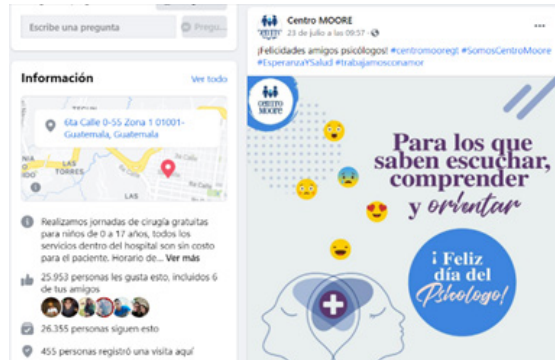 Escribe una pregunta
Pregu...
Información
Ver todo
6ta Calle 0-55 Zona 1 01001-
Guatemala, Guatemala
LAS
TORRES
LAS
Realizamos jornadas de cirugía gratuitas
para niños de 0 a 17 años, todos los
servicios dentro del hospital son sin costo
para el paciente. Horario de... Ver más
25.953 personas les gusta esto, incluidos 6
de tus amigos
26.355 personas siguen esto
455 personas registró una visita aquí
Centro MOORE
23 de julio a las 09:57
¡Felicidades amigos psicólogos! #centromooregt #SomosCentroMoore
#EsperanzaYSalud #trabajamosconamor
CENTRO
MOORE
Para los que
saben escuchar,
comprender
y orientar
¡Feliz
día del
Psicologo!